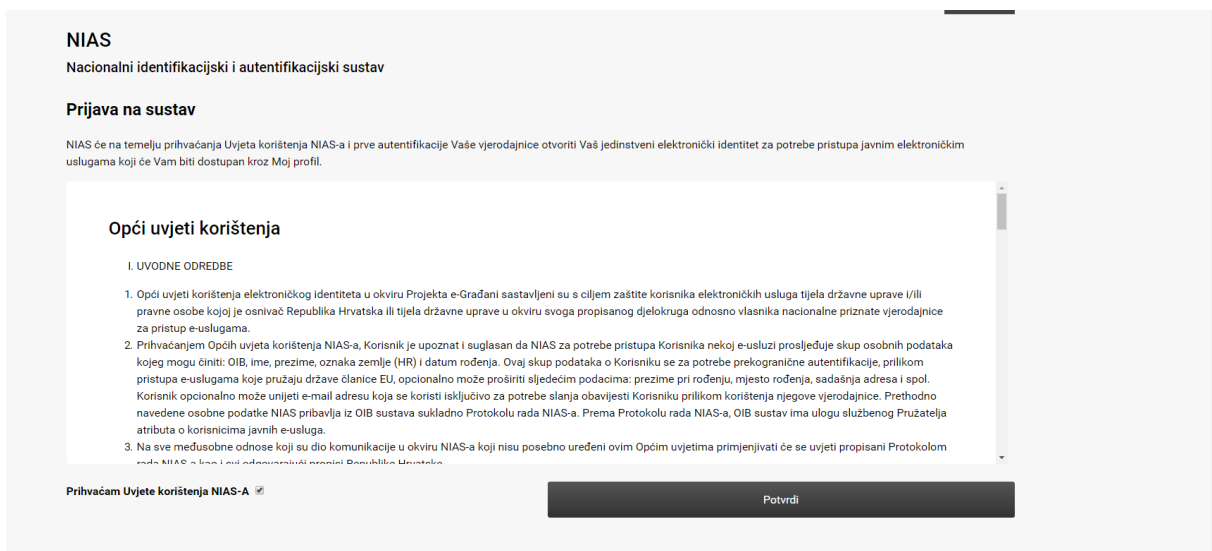 NIAS
Nacionalni identifikacijski i autentifikacijski sustav
Prijava na sustav
NIAS će na temelju prihvaćanja Uvjeta korištenja NIAS-a i prve autentifikacije Vaše vjerodajnice otvoriti Vaš jedinstveni elektronički identitet za potrebe pristupa javnim elektroničkim
uslugama koji će Vam biti dostupan kroz Moj profil.
Opći uvjeti korištenja
I. UVODNE ODREDBE
1. Opći uvjeti korištenja elektroničkog identiteta u okviru Projekta e-Građani sastavljeni su s ciljem zaštite korisnika elektroničkih usluga tijela državne uprave i/ili
pravne osobe kojoj je osnivač Republika Hrvatska ili tijela državne uprave u okviru svoga propisanog djelokruga odnosno vlasnika nacionalne priznate vjerodajnice
za pristup e-uslugama.
2. Prihvaćanjem Općih uvjeta korištenja NIAS-a, Korisnik je upoznat i suglasan da NIAS za potrebe pristupa Korisnika nekoj e-usluzi prosljeđuje skup osobnih podataka
kojeg mogu činiti: OIB, ime, prezime, oznaka zemlje (HR) i datum rođenja. Ovaj skup podataka o Korisniku se za potrebe prekogranične autentifikacije, prilikom
pristupa e-uslugama koje pružaju države članice EU, opcionalno može proširiti sljedećim podacima: prezime pri rođenju, mjesto rođenja, sadašnja adresa i spol.
Korisnik opcionalno može unijeti e-mail adresu koja se koristi isključivo za potrebe slanja obavijesti Korisniku prilikom korištenja njegove vjerodajnice. Prethodno
navedene osobne podatke NIAS pribavlja iz OIB sustava sukladno Protokolu rada NIAS-a. Prema Protokolu rada NIAS-a, OIB sustav ima ulogu službenog Pružatelja
atributa o korisnicima javnih e-usluga.
3. Na sve međusobne odnose koji su dio komunikacije u okviru NIAS-a koji nisu posebno uređeni ovim Općim uvjetima primjenjivati će se uvjeti propisani Protokolom
rada NIAS-a kao i svi odgovarajući propisi Republike Hrvatske
Prihvaćam Uvjete korištenja NIAS-A
Potvrdi